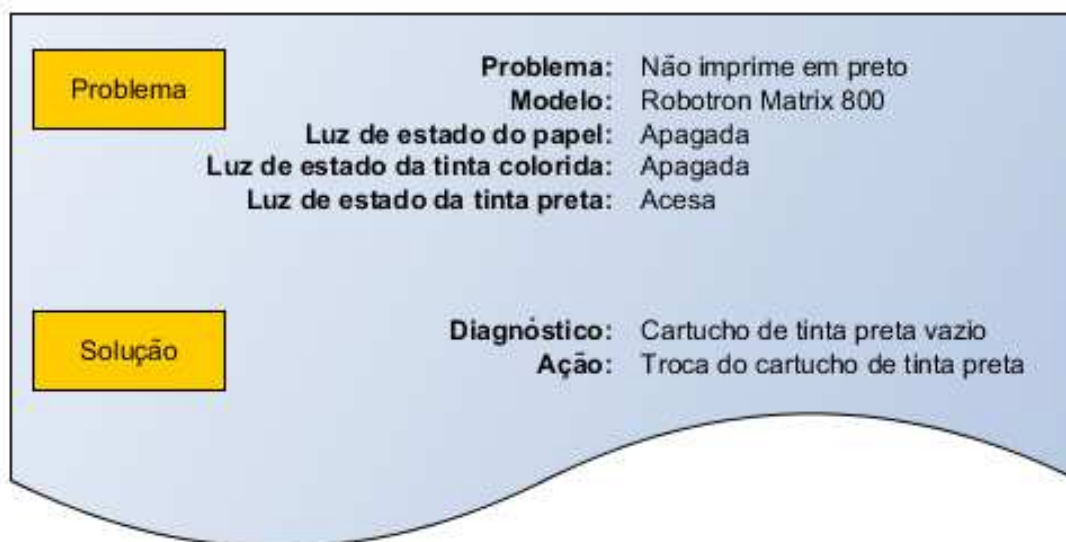 Problema
Problema: Não imprime em preto
Modelo: Robotron Matrix 800
Luz de estado do papel: Apagada
Luz de estado da tinta colorida: Apagada
Luz de estado da tinta preta: Acesa
Solução
Diagnóstico: Cartucho de tinta preta vazio
Ação: Troca do cartucho de tinta preta